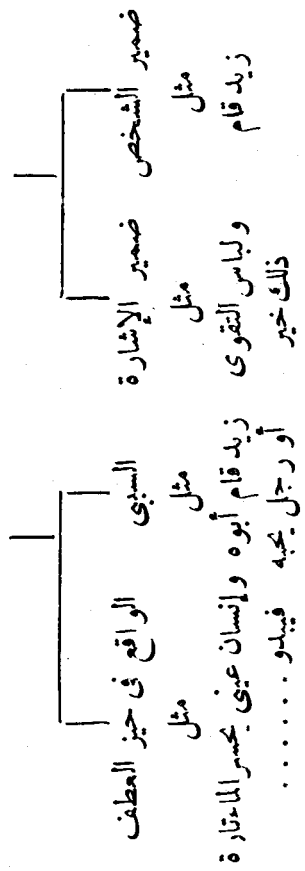 ضمير الشخص ضمير الإشارة السببي الواقع في حيز العطف
مثل مثل مثل مثل
زيد قام ولباس التقوى زيد قام أبوه وإنسان عيني يحسر الماء تارة
ذلك خير أو رجل يحبه فيبدو .......